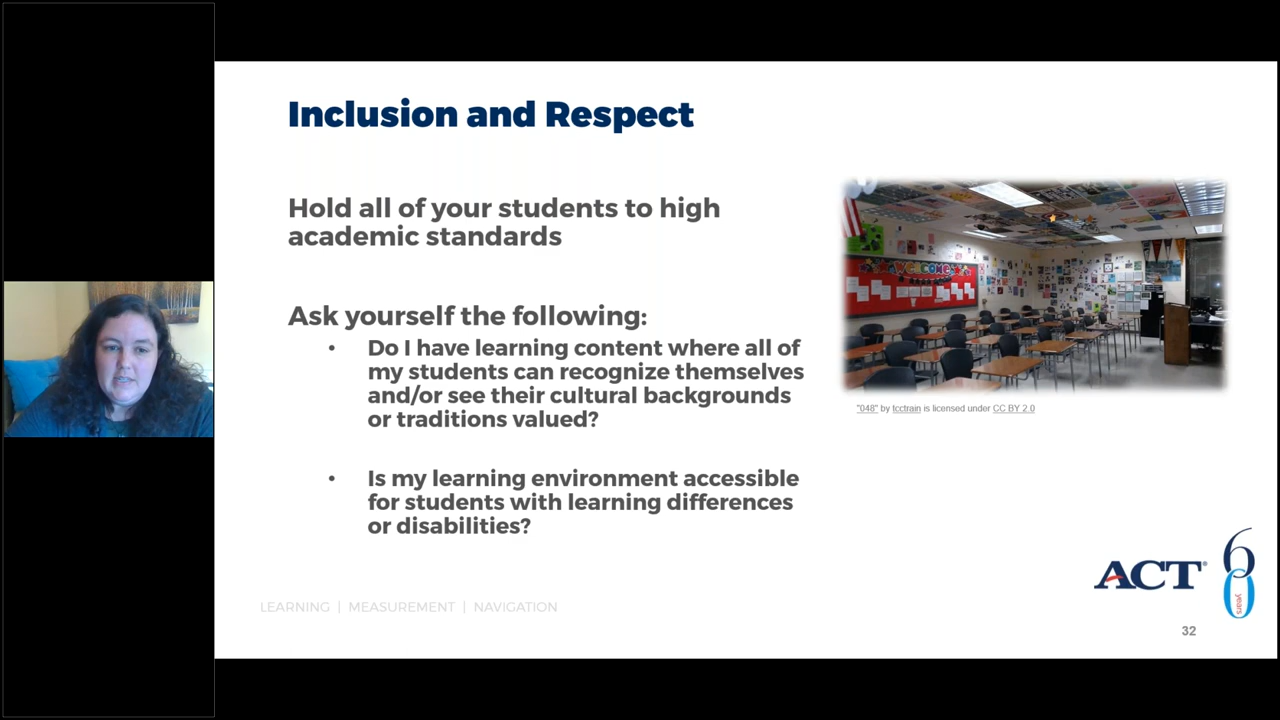 Inclusion and Respect
Hold all of your students to high
academic standards
Ask yourself the following:
• Do I have learning content where all of
my students can recognize themselves
and/or see their cultural backgrounds
or traditions valued?
• Is my learning environment accessible
for students with learning differences
or disabilities?
WELCOME
"048" by tcctrain is licensed under CC BY 2.0
LEARNING | MEASUREMENT | NAVIGATION
ACT®
60
years
32